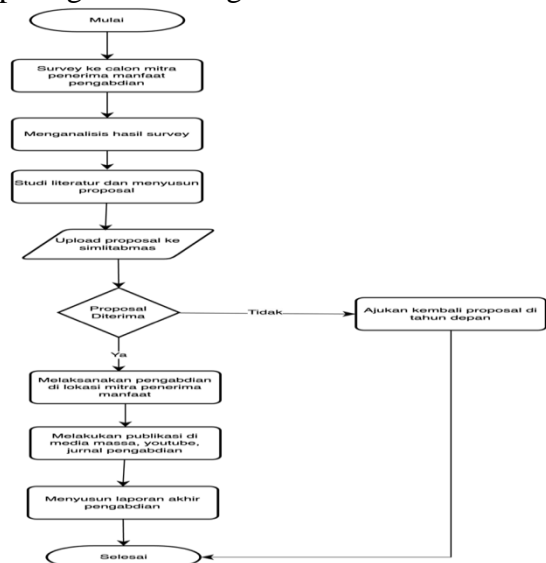 Mulai
Survey ke calon mitra
penerima manfaat
pengabdian
Menganalisis hasil survey
Studi literatur dan menyusun
proposal
Upload proposal ke
simlitabmas
Proposal
Diterima
Tidak
Ajukan kembali proposal di
tahun depan
Ya
Melaksanakan pengabdian
di lokasi mitra penerima
manfaat
Melakukan publikasi di
media massa, youtube,
jurnal pengabdian
Menyusun laporan akhir
pengabdian
Selesai